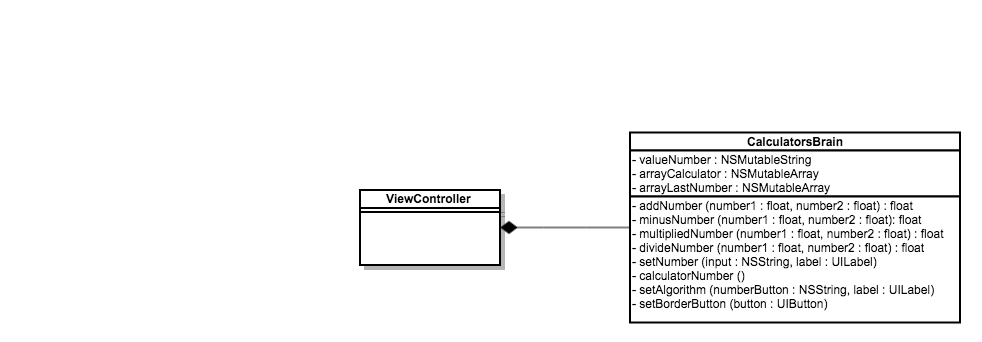 CalculatorsBrain
- valueNumber : NSMutableString
- arrayCalculator : NSMutableArray
- arrayLastNumber : NSMutableArray
ViewController
- addNumber (number1 : float, number2 : float) : float
- minusNumber (number1 : float, number2 : float): float
- multipliedNumber (number1 : float, number2 : float) : float
- divideNumber (number1 : float, number2 : float) : float
- setNumber (input : NSString, label : UILabel)
- calculatorNumber ()
- setAlgorithm (numberButton : NSString, label : UILabel)
- setBorderButton (button : UIButton)